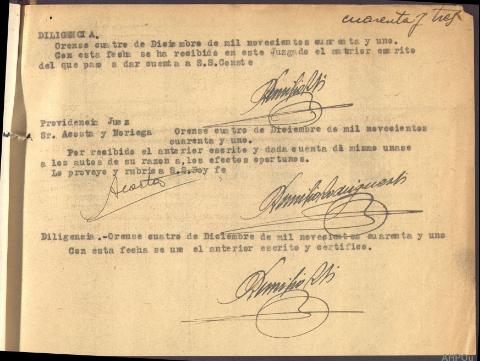 cuarenta y tres
DILIGENCIA.
Orense cuatro de Diciembre de mil novecientos cuarenta y uno.
Con esta fecha se ha recibido en este Juzgado el anterior escrito
del que paso a dar cuenta a S.S. Conste
Providencia Juez
Sr. Acosta y Noriega Orense cuatro de Diciembre de mil novecientos
cuarenta y uno.
Por recibido el anterior escrito y dada cuenta del mismo unase
a los autos de su razon a los efectos oportunos.
Lo proveyo y rubrica S.S. Doy fe
Acosta
Diligencia.-Orense cuatro de Diciembre de mil novecientos cuarenta y uno
Con esta fecha se une el anterior escrito y certifico.
AHPOu